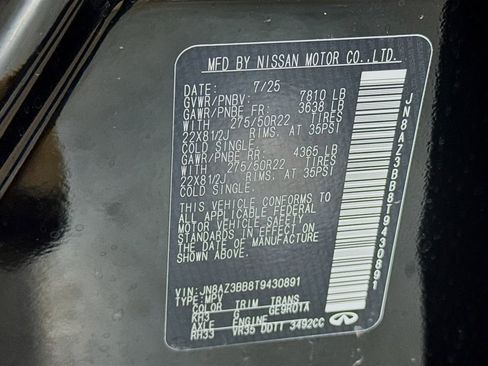 MFD BY NISSAN MOTOR CO.,LTD.
DATE: 7/25
GVWR/PNBV: 7810 LB
GAWR/PNBE FR: 3638 LB
WITH 275/50R22 TIRES
22X81/2J RIMS, AT 35PSI
COLD SINGLE.
GAWR/PNBE RR: 4365 LB
WITH 275/50R22 TIRES
22X81/2J RIMS, AT 35PSI
COLD SINGLE.
THIS VEHICLE CONFORMS TO
ALL APPLICABLE FEDERAL
MOTOR VEHICLE SAFETY
STANDARDS IN EFFECT ON
THE DATE OF MANUFACTURE
SHOWN ABOVE.
VIN: JN8AZ3BB8T9430891
TYPE: MPV
COLOR TRIM TRANS
KH3 G GE9R01A
AXLE ENGINE
RH33 VR35 DDTT 3492CC
JN8AZ3BB8T9430891